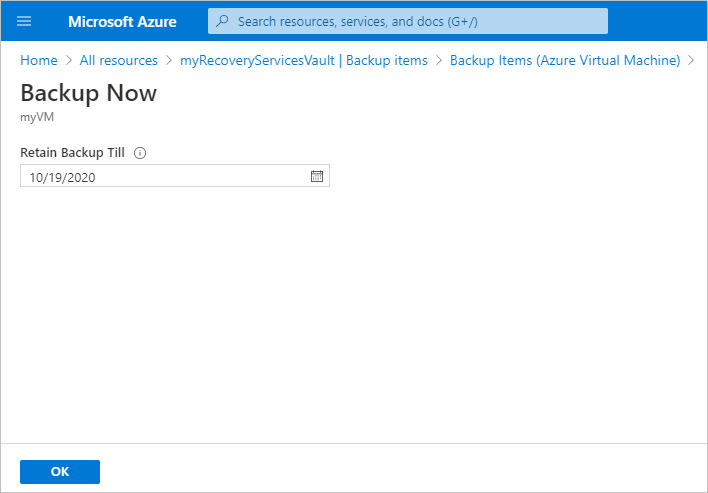 Microsoft Azure
Search resources, services, and docs (G+/)
Home > All resources > myRecoveryServicesVault | Backup items > Backup Items (Azure Virtual Machine) >
Backup Now
myVM
Retain Backup Till
10/19/2020
OK